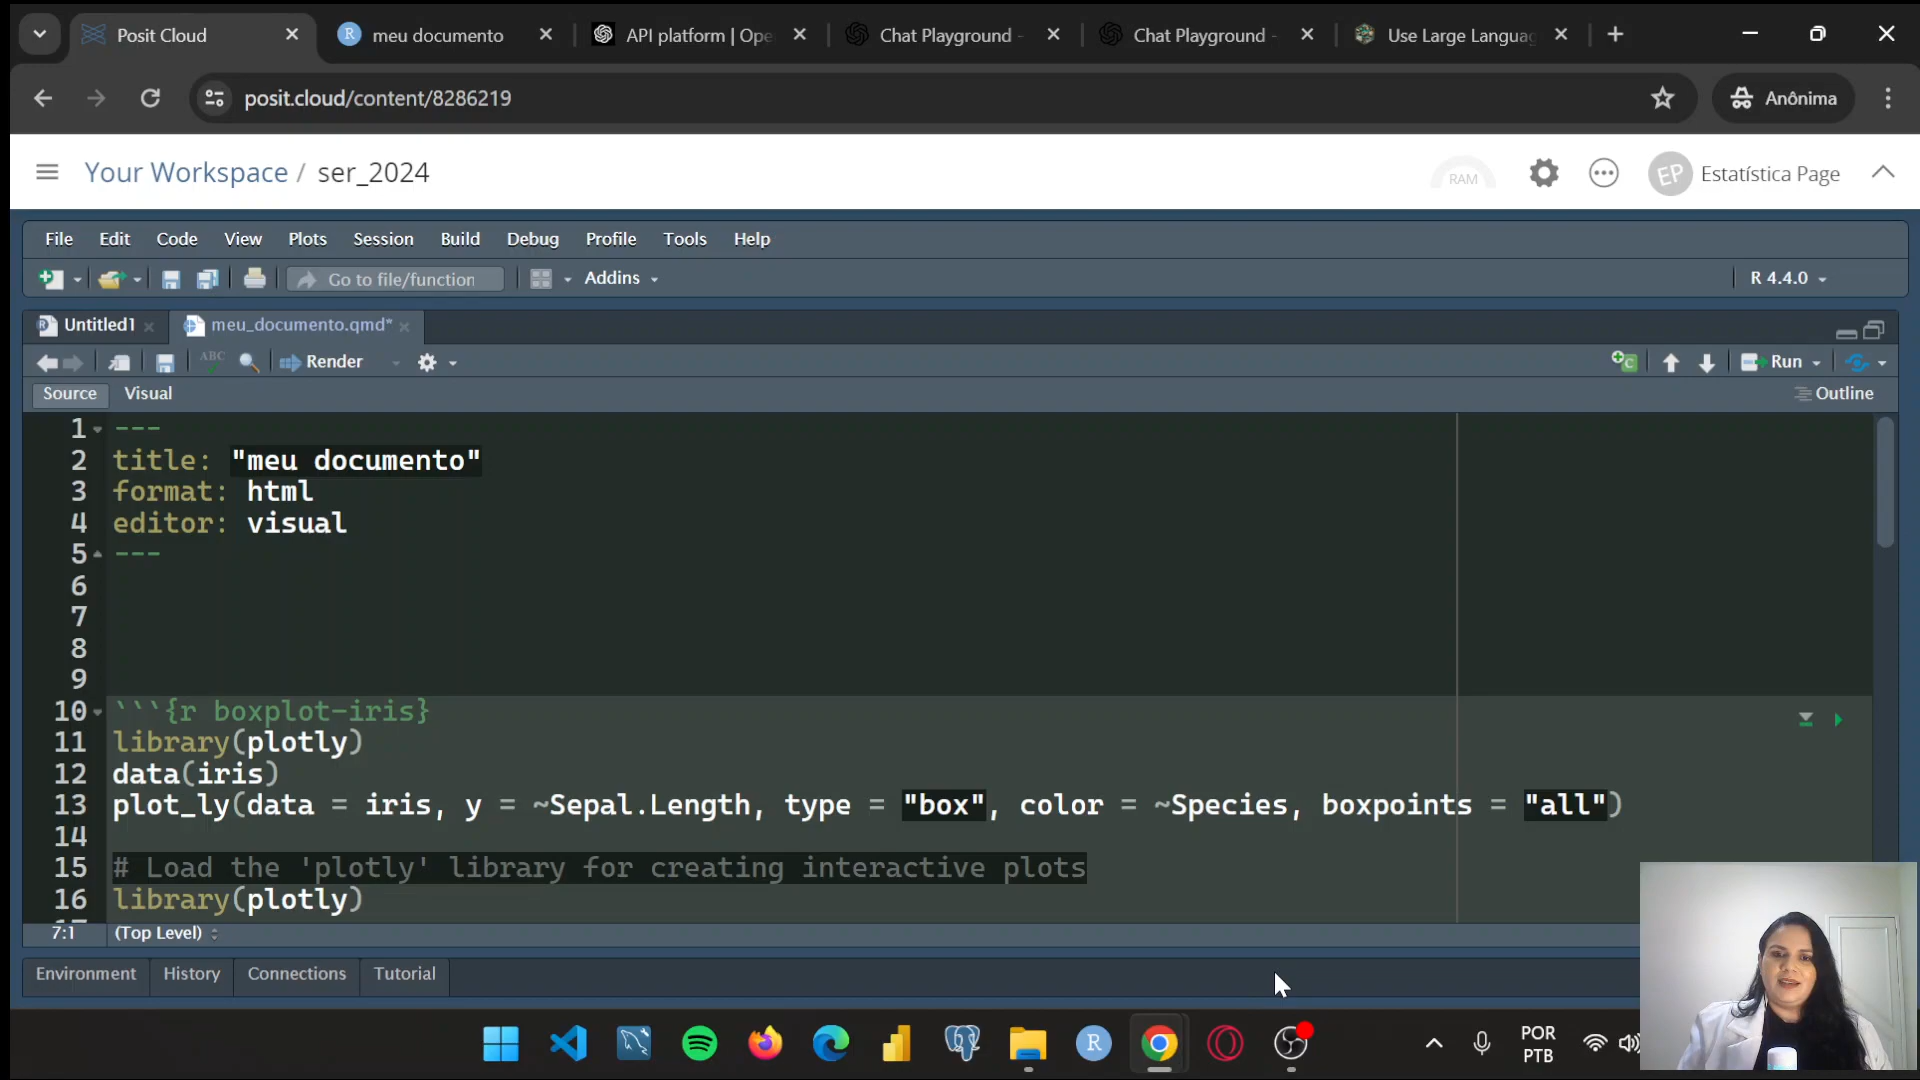 Posit Cloud
meu documento
API platform | Ope
Chat Playground -
Chat Playground -
Use Large Langua
posit.cloud/content/8286219
Anônima
Your Workspace / ser_2024
RAM
EP
Estatística Page
File Edit Code View Plots Session Build Debug Profile Tools Help
Go to file/function
Addins
R 4.4.0
Untitled1
meu_documento.qmd*
ABC
Render
Run
Source
Visual
Outline
1 ---
2 title: "meu documento"
3 format: html
4 editor: visual
5 ---
6
7
8
9
10 ```{r boxplot-iris}
11 library(plotly)
12 data(iris)
13 plot_ly(data = iris, y = ~Sepal.Length, type = "box", color = ~Species, boxpoints = "all")
14
15 # Load the 'plotly' library for creating interactive plots
16 library(plotly)
7:1
(Top Level)
Environment
History
Connections
Tutorial
R
POR
PTB